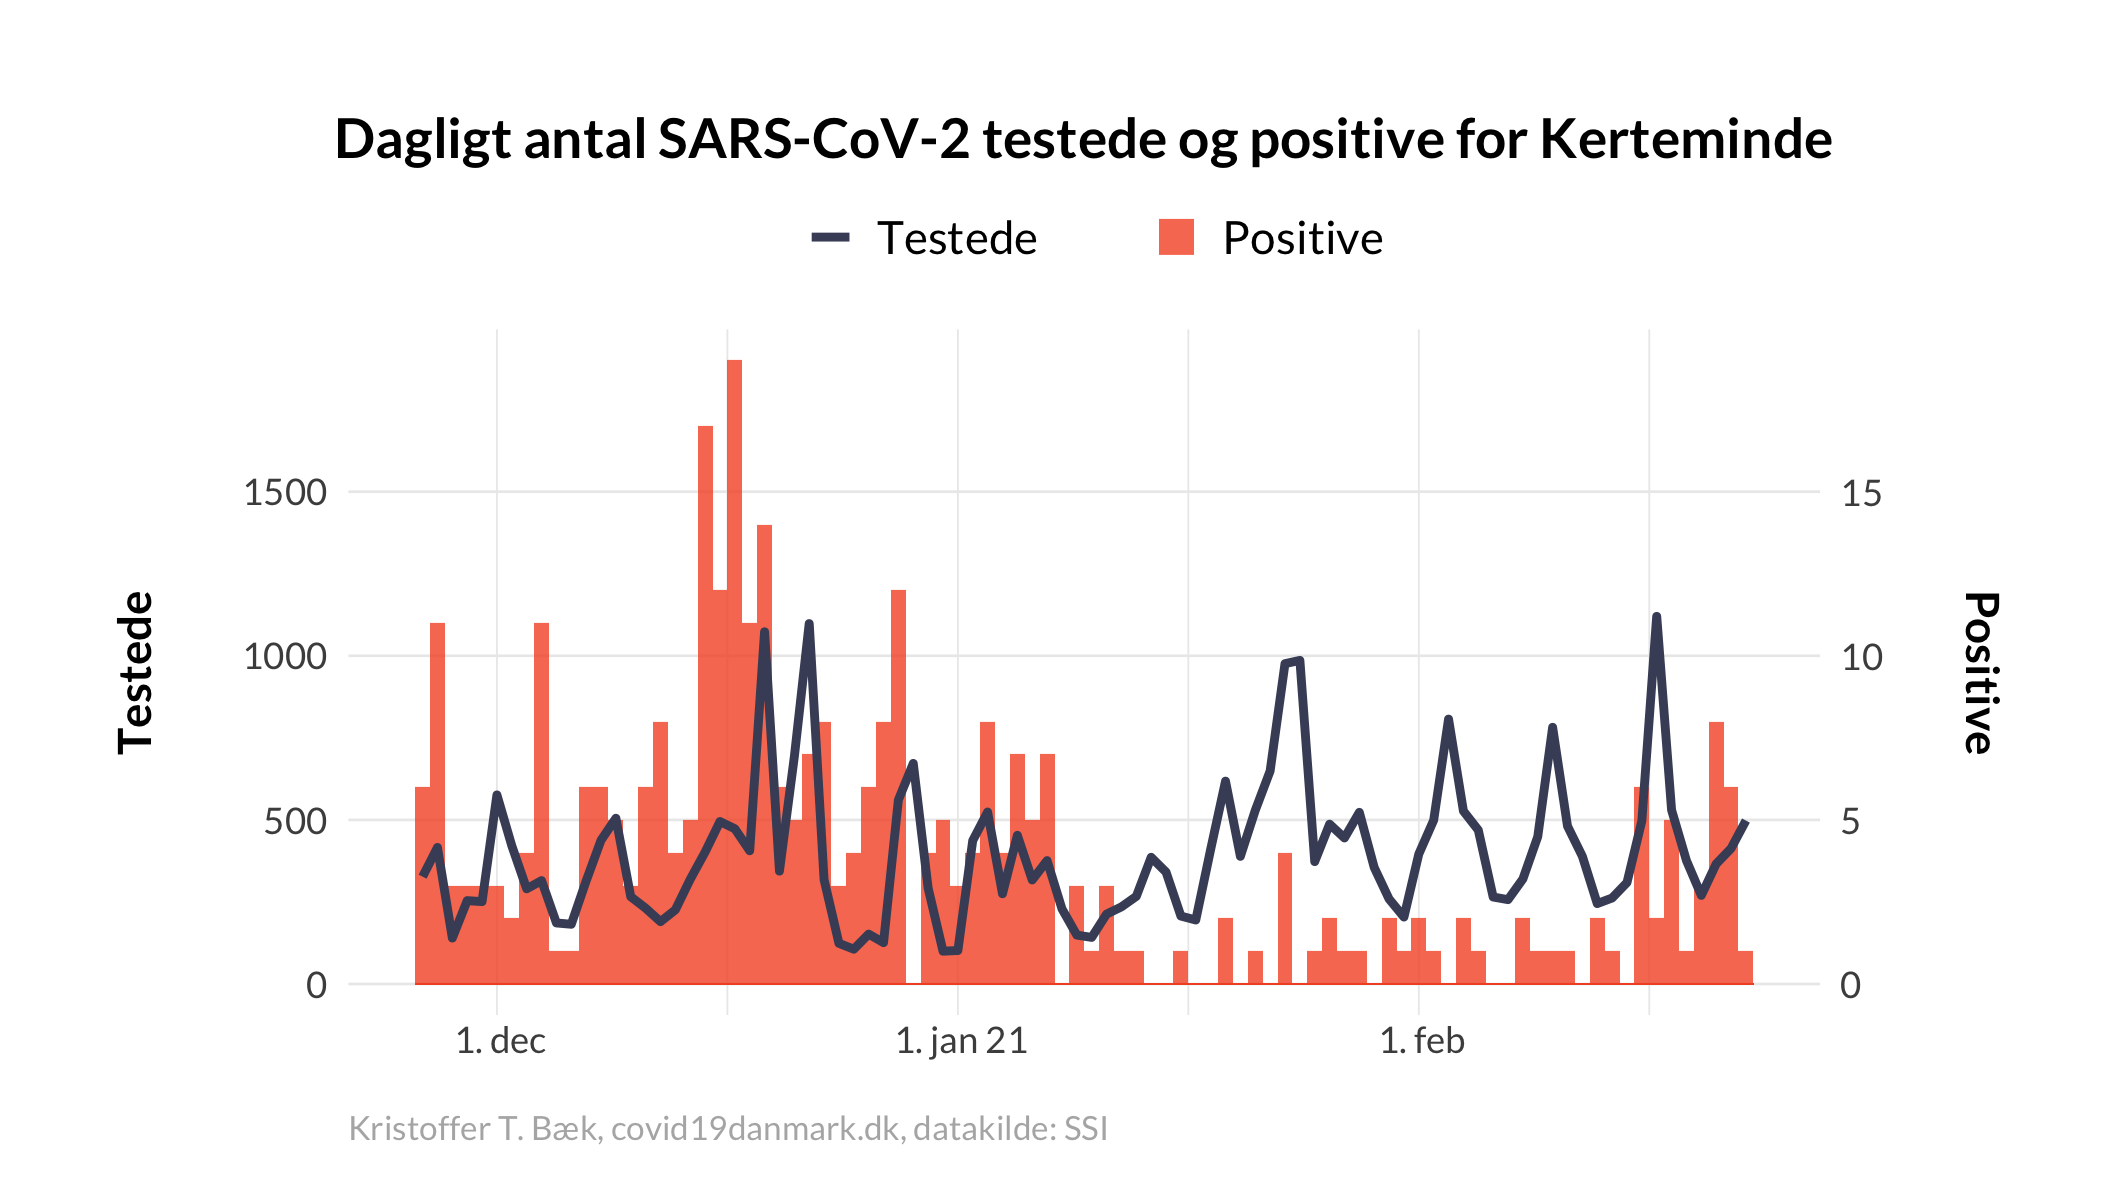 Dagligt antal SARS-CoV-2 testede og positive for Kerteminde
Testede Positive
1500 15
1000 10
500 5
0 0
Testede
Positive
1. dec 1. jan 21 1. feb
Kristoffer T. Bæk, covid19danmark.dk, datakilde: SSI